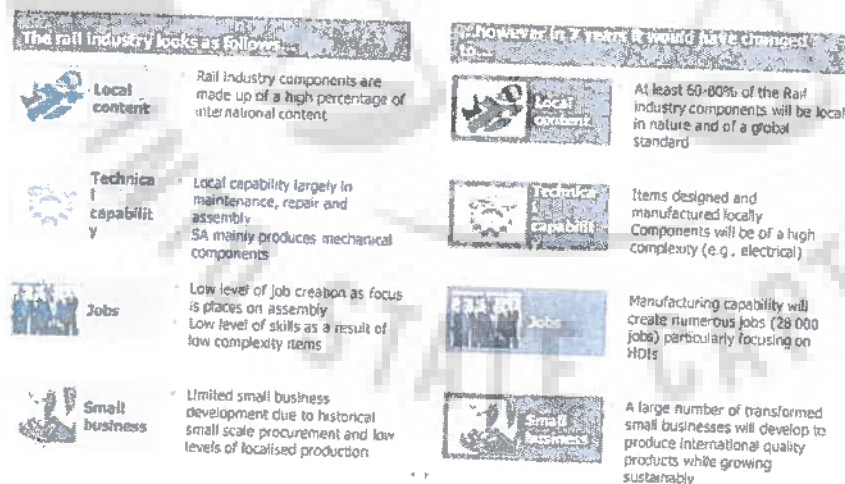 The rail industry looks as follows...
Local
content
Rail industry components are
made up of a high percentage of
international content
Technica
l
capabilit
y
Local capability largely in
maintenance, repair and
assembly
SA mainly produces mechanical
components
Jobs
Low level of job creation as focus
is places on assembly
Low level of skills as a result of
low complexity items
Small
business
Limited small business
development due to historical
small scale procurement and low
levels of localised production
...however in 7 years it would have changed
to...
Local
content
At least 60-80% of the Rail
industry components will be local
in nature and of a global
standard
Technica
l
capabilit
y
Items designed and
manufactured locally
Components will be of a high
complexity (e.g., electrical)
Jobs
Manufacturing capability will
create numerous jobs (28 000
jobs) particularly focusing on
HDIs
Small
business
A large number of transformed
small businesses will develop to
produce international quality
products while growing
sustainably
STATE